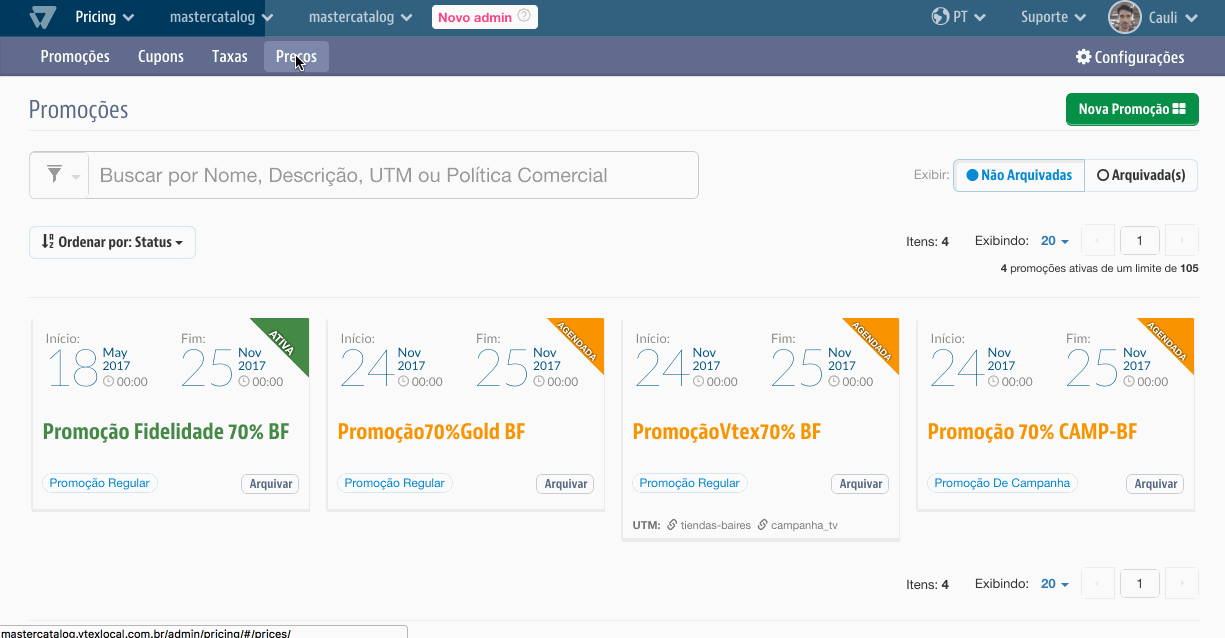 Pricing mastercatalog mastercatalog Novo admin ? PT Suporte Cauli
Promoções Cupons Taxas Preços Configurações
Promoções Nova Promoção
Buscar por Nome, Descrição, UTM ou Política Comercial Exibir: Não Arquivadas Arquivada(s)
Ordenar por: Status Itens: 4 Exibindo: 20 1
4 promoções ativas de um limite de 105
Início: Fim: ATIVA
18 May 2017 00:00 25 Nov 2017 00:00
Promoção Fidelidade 70% BF
Promoção Regular Arquivar
Início: Fim: AGENDADA
24 Nov 2017 00:00 25 Nov 2017 00:00
Promoção70%Gold BF
Promoção Regular Arquivar
Início: Fim: AGENDADA
24 Nov 2017 00:00 25 Nov 2017 00:00
PromoçãoVtex70% BF
Promoção Regular Arquivar
UTM: tiendas-baires campanha_tv
Início: Fim: AGENDADA
24 Nov 2017 00:00 25 Nov 2017 00:00
Promoção 70% CAMP-BF
Promoção De Campanha Arquivar
Itens: 4 Exibindo: 20 1
mastercatalog.vtexlocal.com.br/admin/pricing/#/prices/